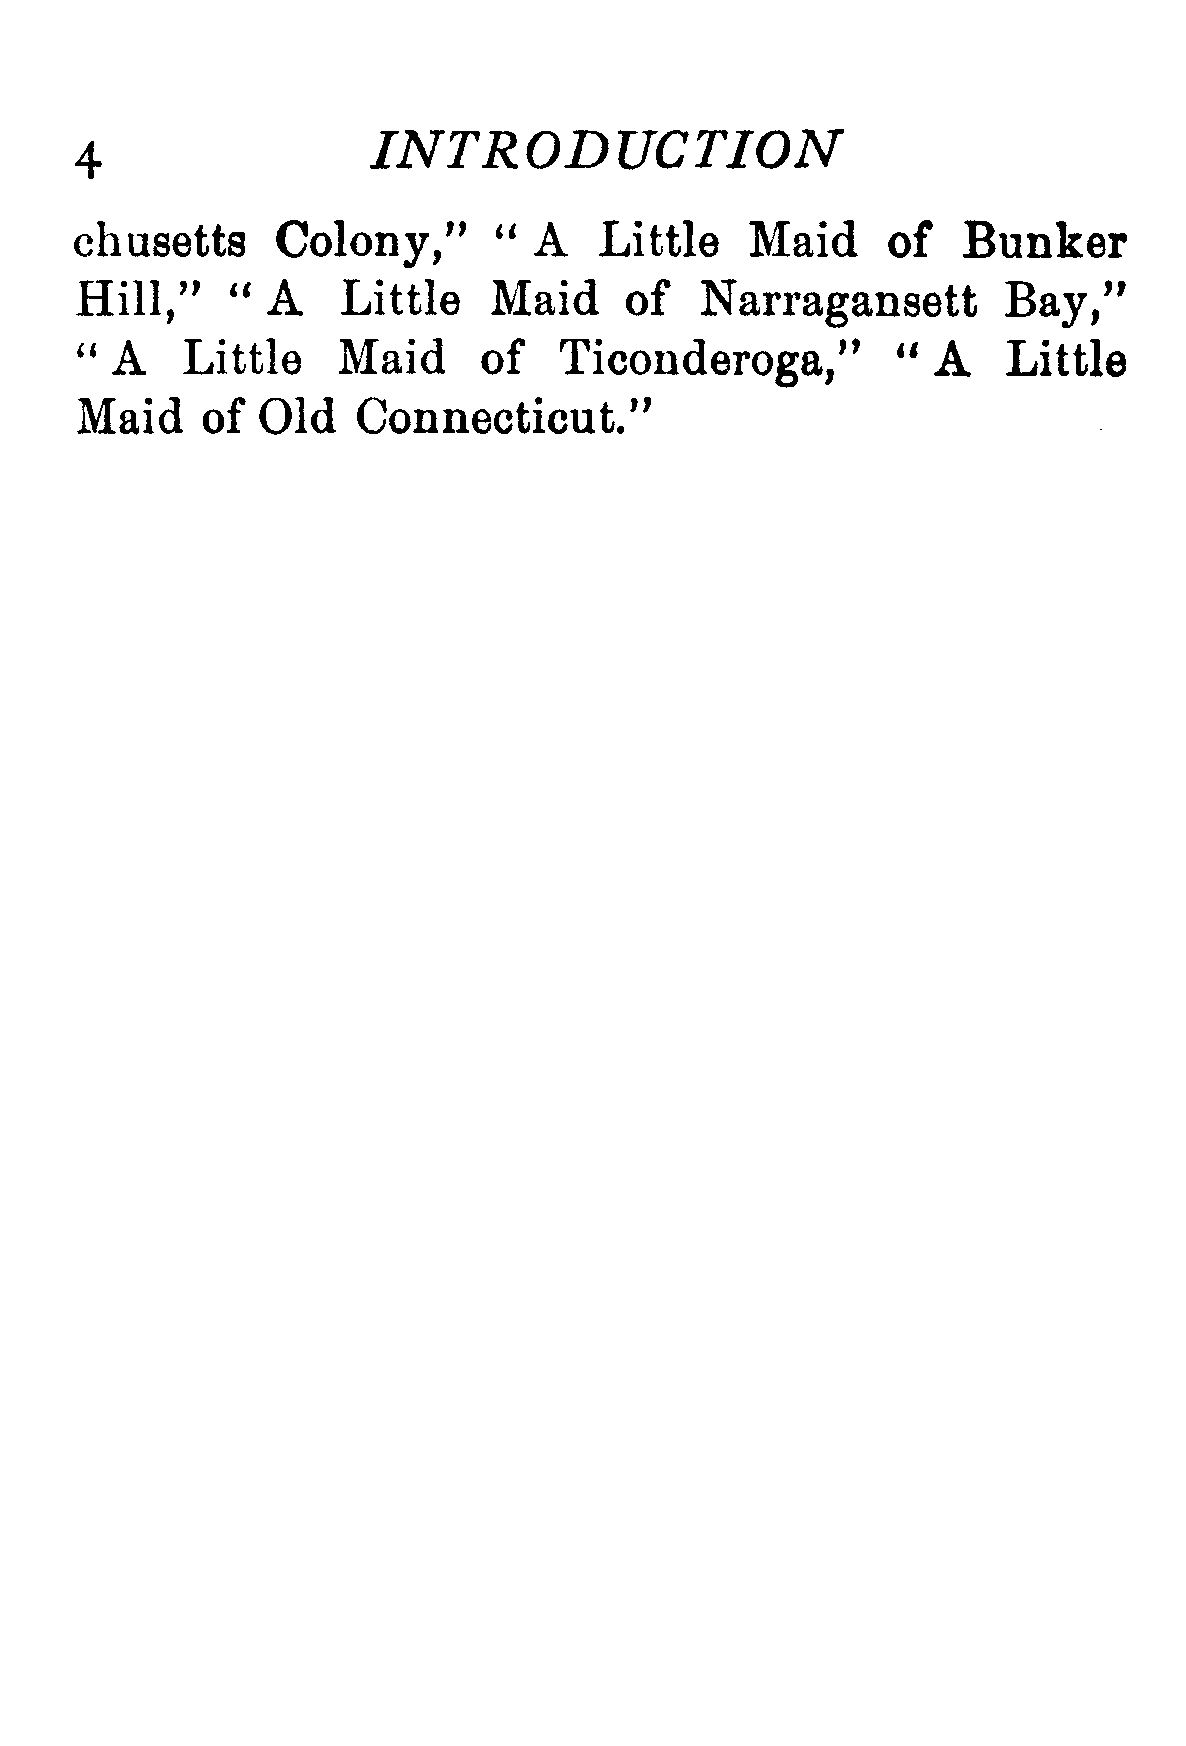 4 INTRODUCTION
chusetts Colony," " A Little Maid of Bunker
Hill," " A Little Maid of Narragansett Bay,"
" A Little Maid of Ticonderoga," " A Little
Maid of Old Connecticut."